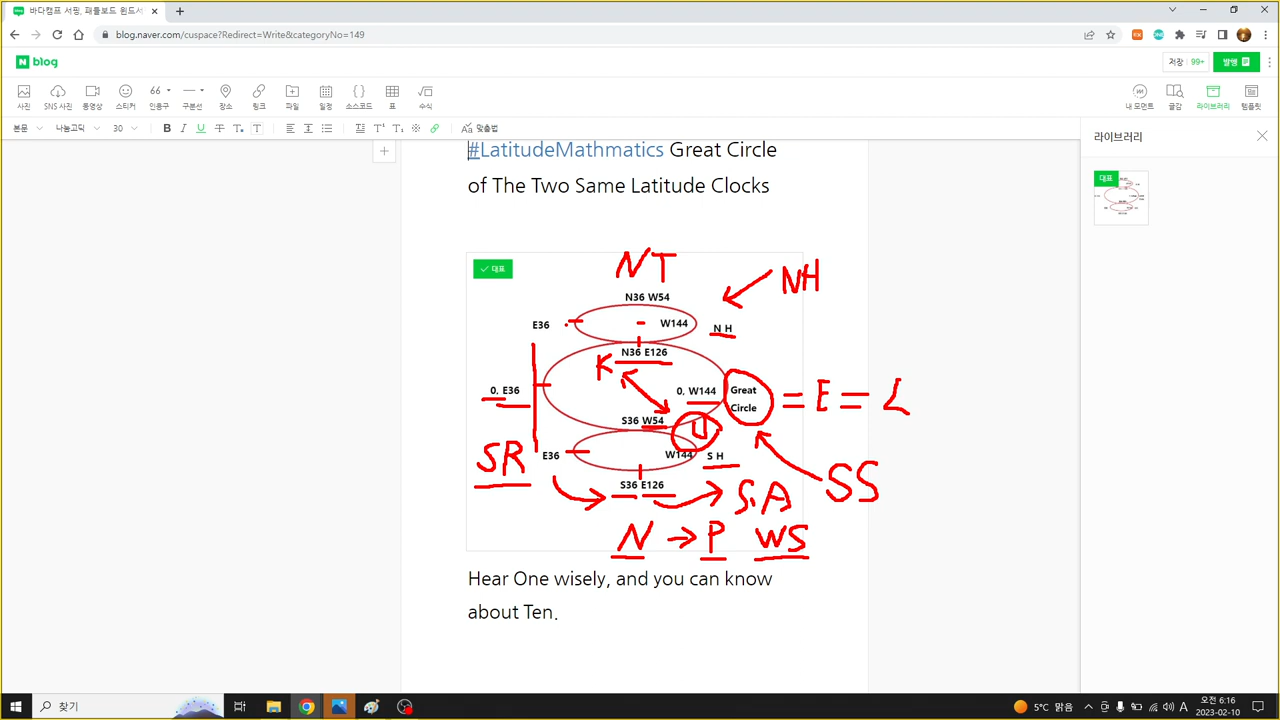 바다캠프 서핑, 패들보드 윈드서
blog.naver.com/cuspace?Redirect=Write&categoryNo=149
N blog
저장 99+ 발행
사진 SNS 사진 동영상 스티커 인용구 구분선 장소 링크 파일 일정 소스코드 표 수식 내 모먼트 글감 라이브러리 템플릿
본문 나눔고딕 30 B I U T T T 맞춤법
라이브러리
대표
#LatitudeMathmatics Great Circle
of The Two Same Latitude Clocks
대표
NT
NH
N36 W54
E36 W144 N H
N36 E126
K
0. E36 0. W144 Great
Circle = E = L
S36 W54
U
SR E36 W144 S H
SS
S36 E126 S.A
N → P WS
Hear One wisely, and you can know
about Ten.
찾기
5°C 맑음 A 오전 6:16
2023-02-10